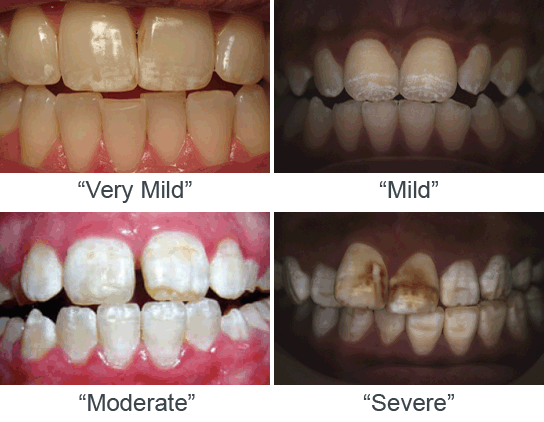 “Very Mild”
“Mild”
“Moderate”
“Severe”